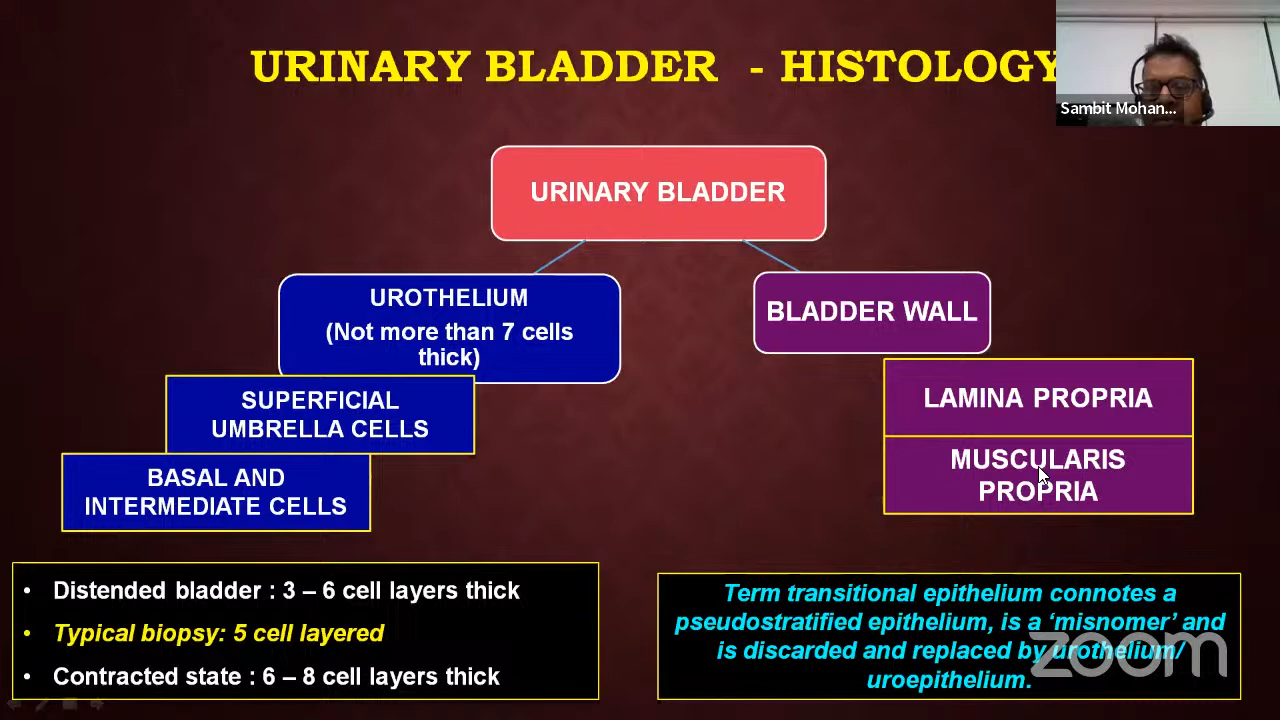 URINARY BLADDER - HISTOLOGY
Sambit Mohan...
URINARY BLADDER
UROTHELIUM
(Not more than 7 cells
thick)
BLADDER WALL
SUPERFICIAL
UMBRELLA CELLS
BASAL AND
INTERMEDIATE CELLS
LAMINA PROPRIA
MUSCULARIS
PROPRIA
• Distended bladder : 3 – 6 cell layers thick
• Typical biopsy: 5 cell layered
• Contracted state : 6 – 8 cell layers thick
Term transitional epithelium connotes a
pseudostratified epithelium, is a ‘misnomer’ and
is discarded and replaced by urothelium/
uroepithelium.
zoom